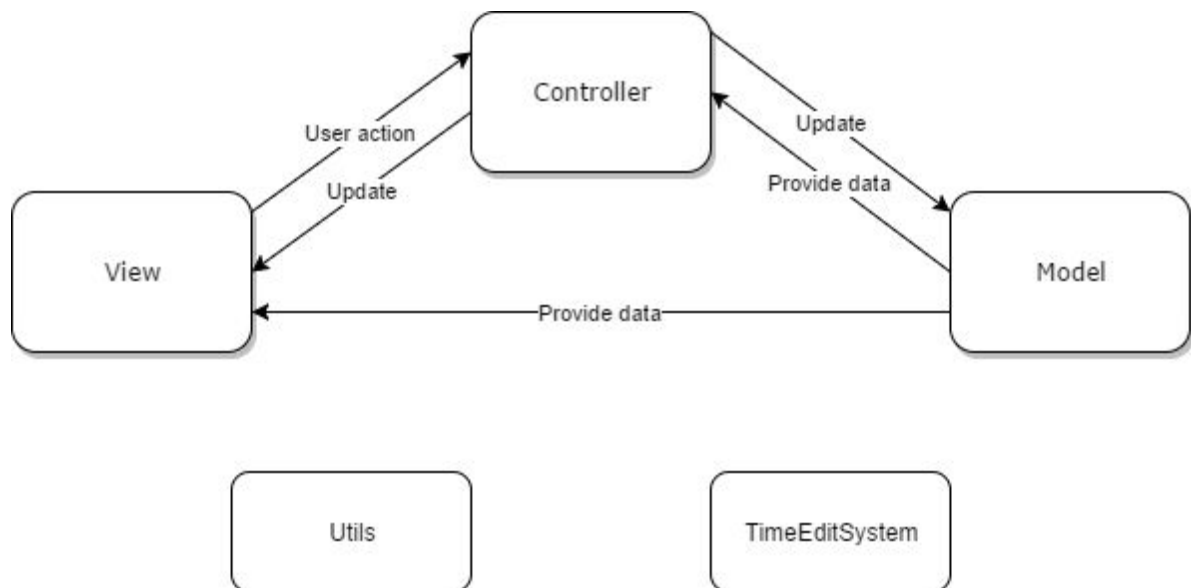 Controller
User action
Update
Update
Provide data
View
Model
Provide data
Utils
TimeEditSystem